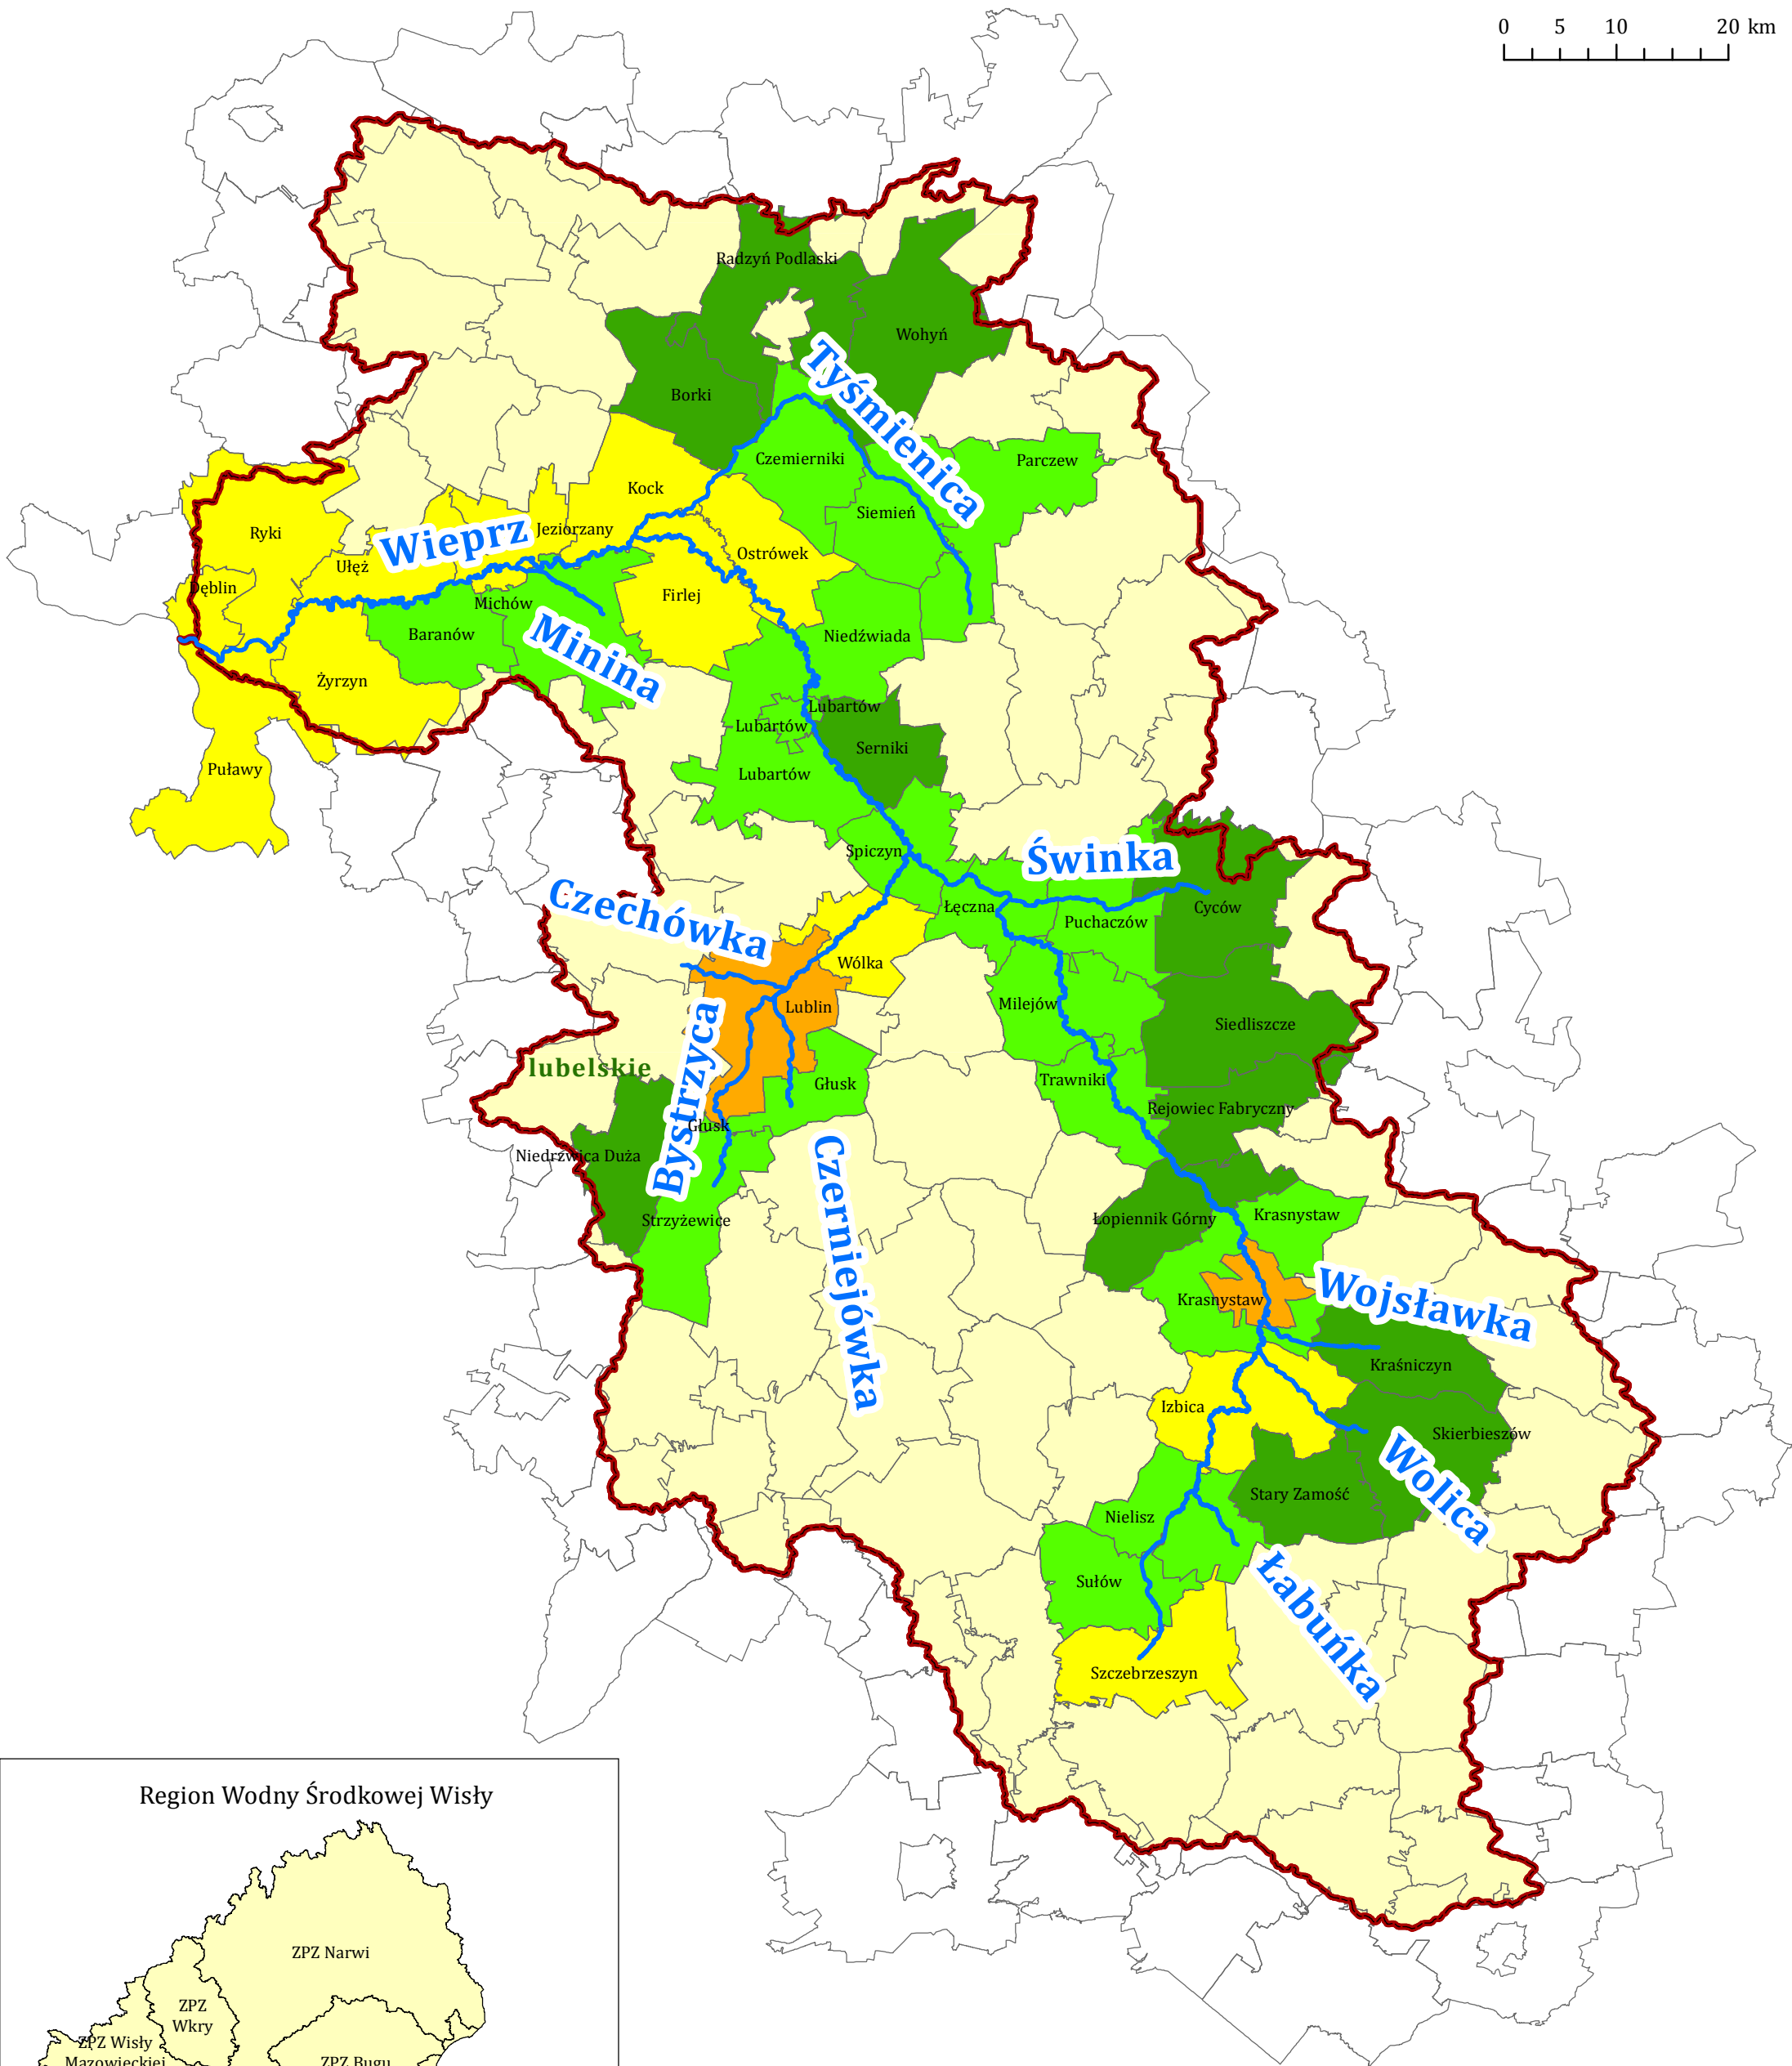 0 5 10 20 km
Radzyń Podlaski
Wohyń
Tyśmienica
Borki
Czemierniki
Parczew
Kock
Siemień
Ryki
Wieprz
Jeziorzany
Ostrówek
Ułęż
Dęblin
Firlej
Michów
Baranów
Niedźwiada
Minina
Żyrzyn
Lubartów
Lubartów
Serniki
Puławy
Lubartów
Spiczyn
Świnka
Czechówka
Łęczna
Cyców
Puchaczów
Wólka
Milejów
Lublin
Siedliszcze
Bystrzyca
lubelskie
Głusk
Trawniki
Rejowiec Fabryczny
Głusk
Niedrzwica Duża
Czerniejówka
Strzyżewice
Łopiennik Górny
Krasnystaw
Krasnystaw
Wojsławka
Kraśniczyn
Izbica
Skierbieszów
Wolica
Stary Zamość
Nielisz
Sułów
Łabuńka
Szczebrzeszyn
Region Wodny Środkowej Wisły
ZPZ Narwi
ZPZ
Wkry
ZPZ Wisły
Mazowieckiej
ZPZ Bugu